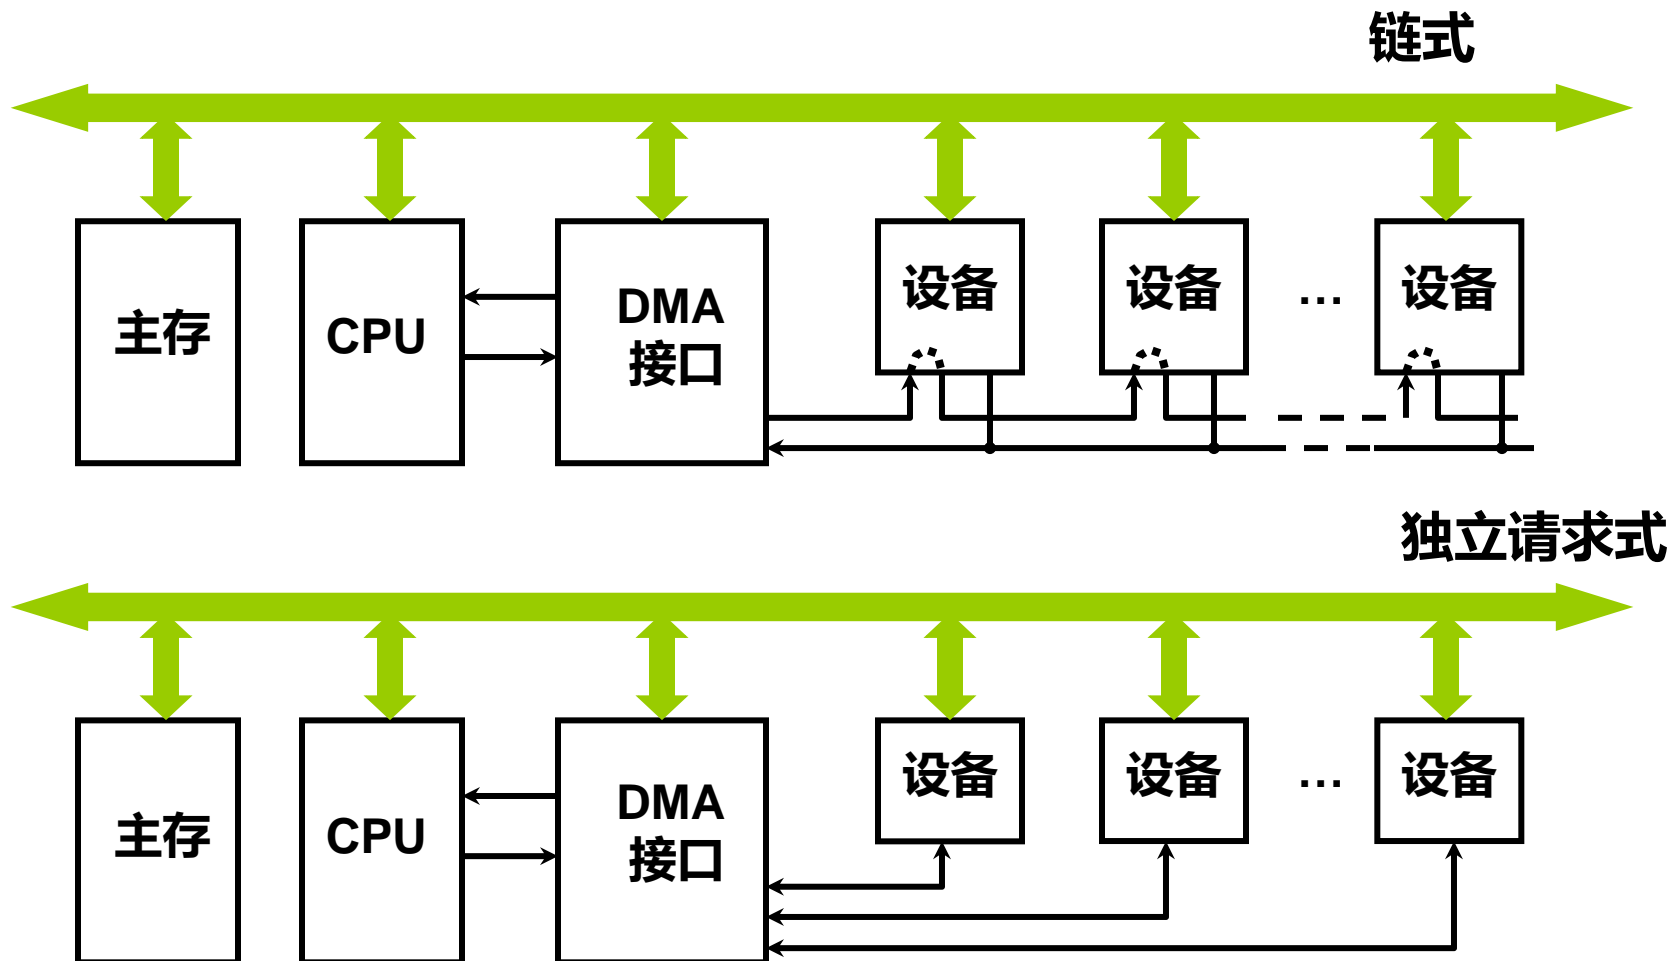 链式
主存
CPU
DMA
接口
设备
设备
…
设备
独立请求式
主存
CPU
DMA
接口
设备
设备
…
设备